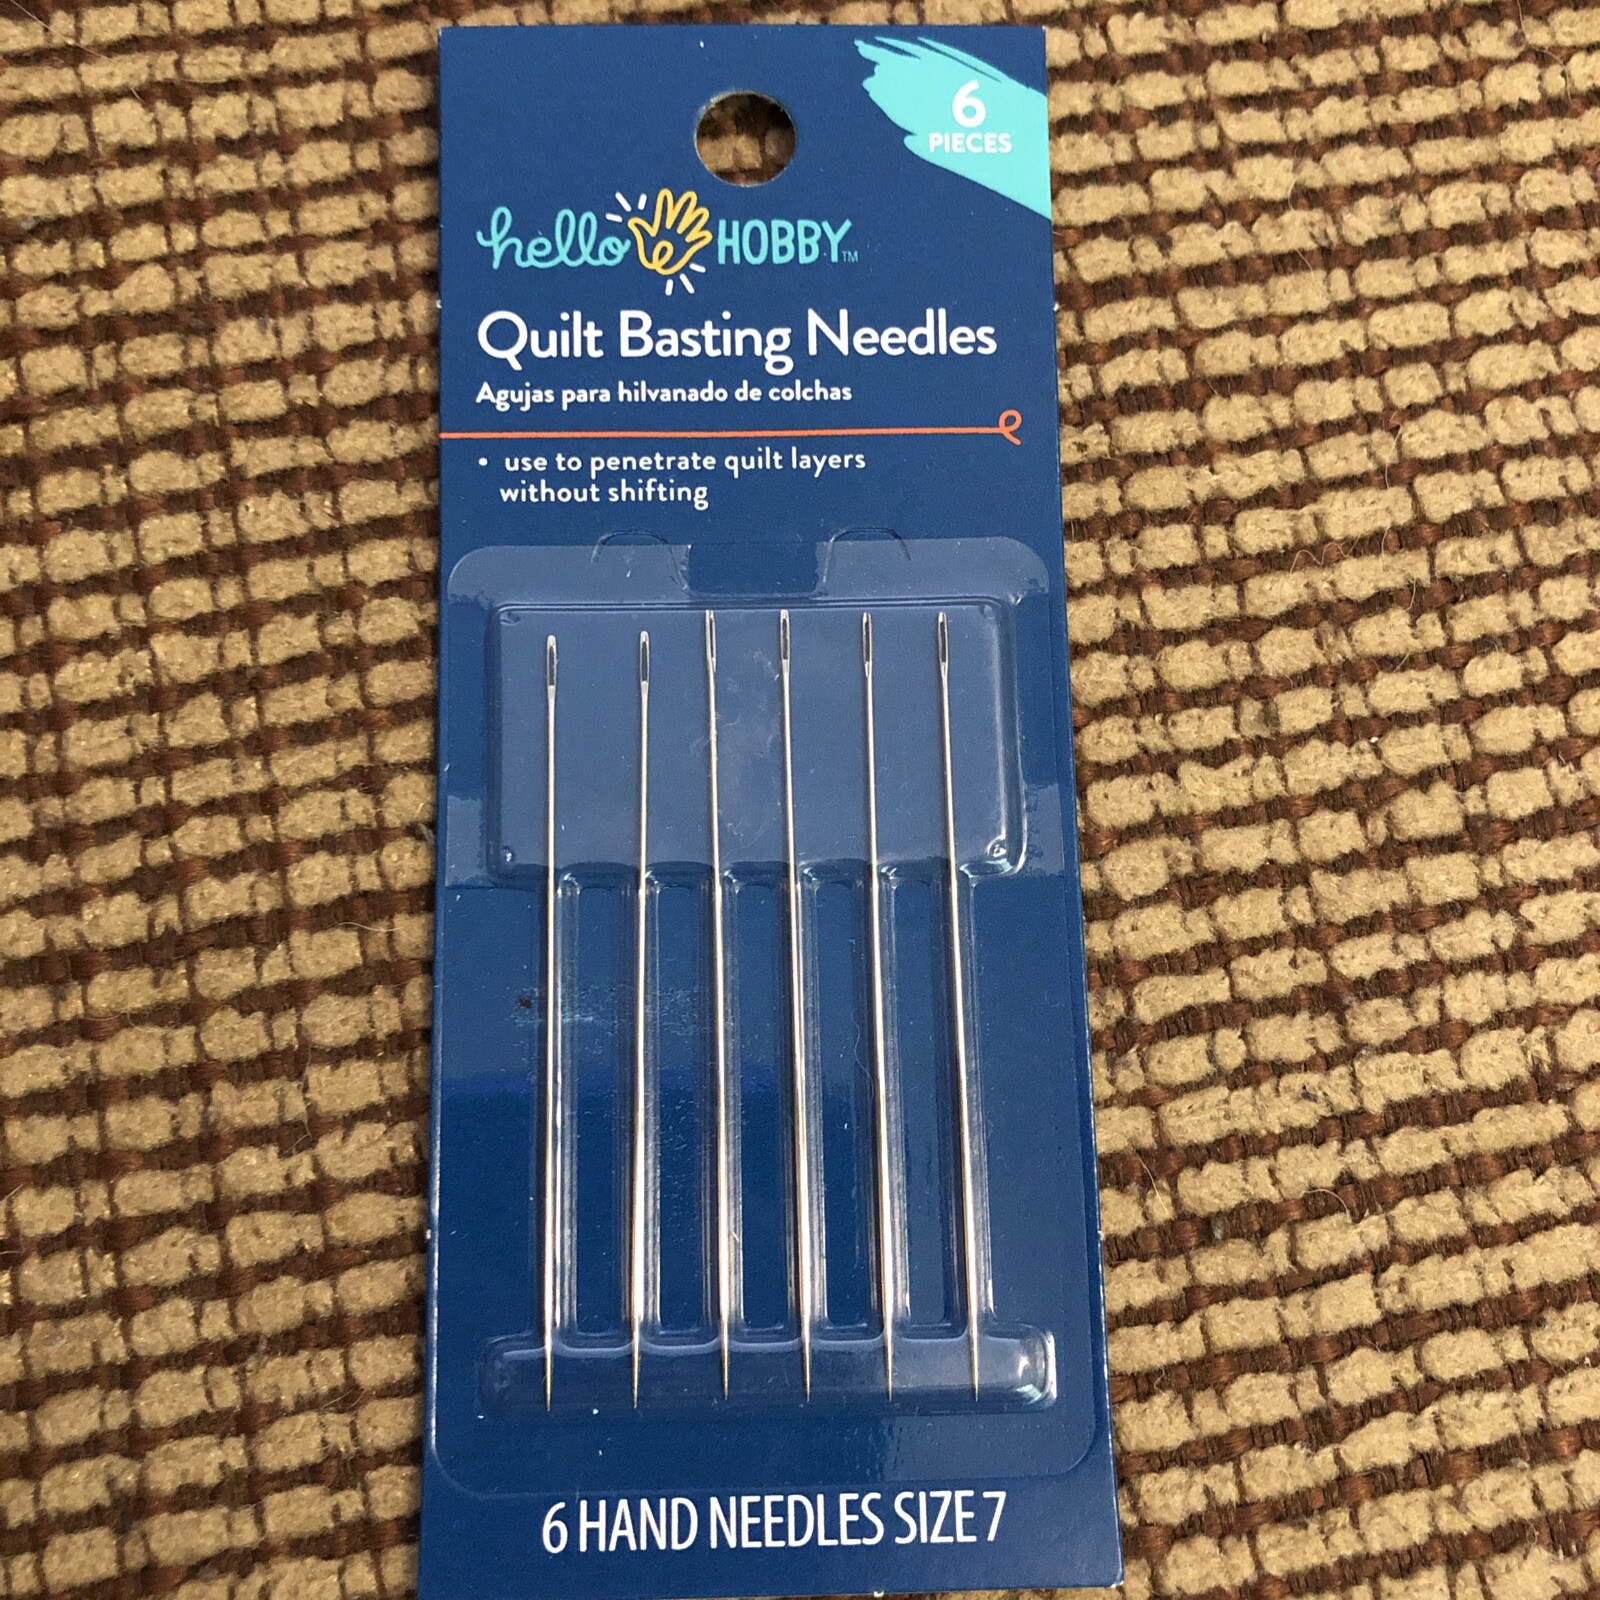 6
PIECES
hello HOBBY™
Quilt Basting Needles
Agujas para hilvanado de colchas
• use to penetrate quilt layers
without shifting
6 HAND NEEDLES SIZE 7